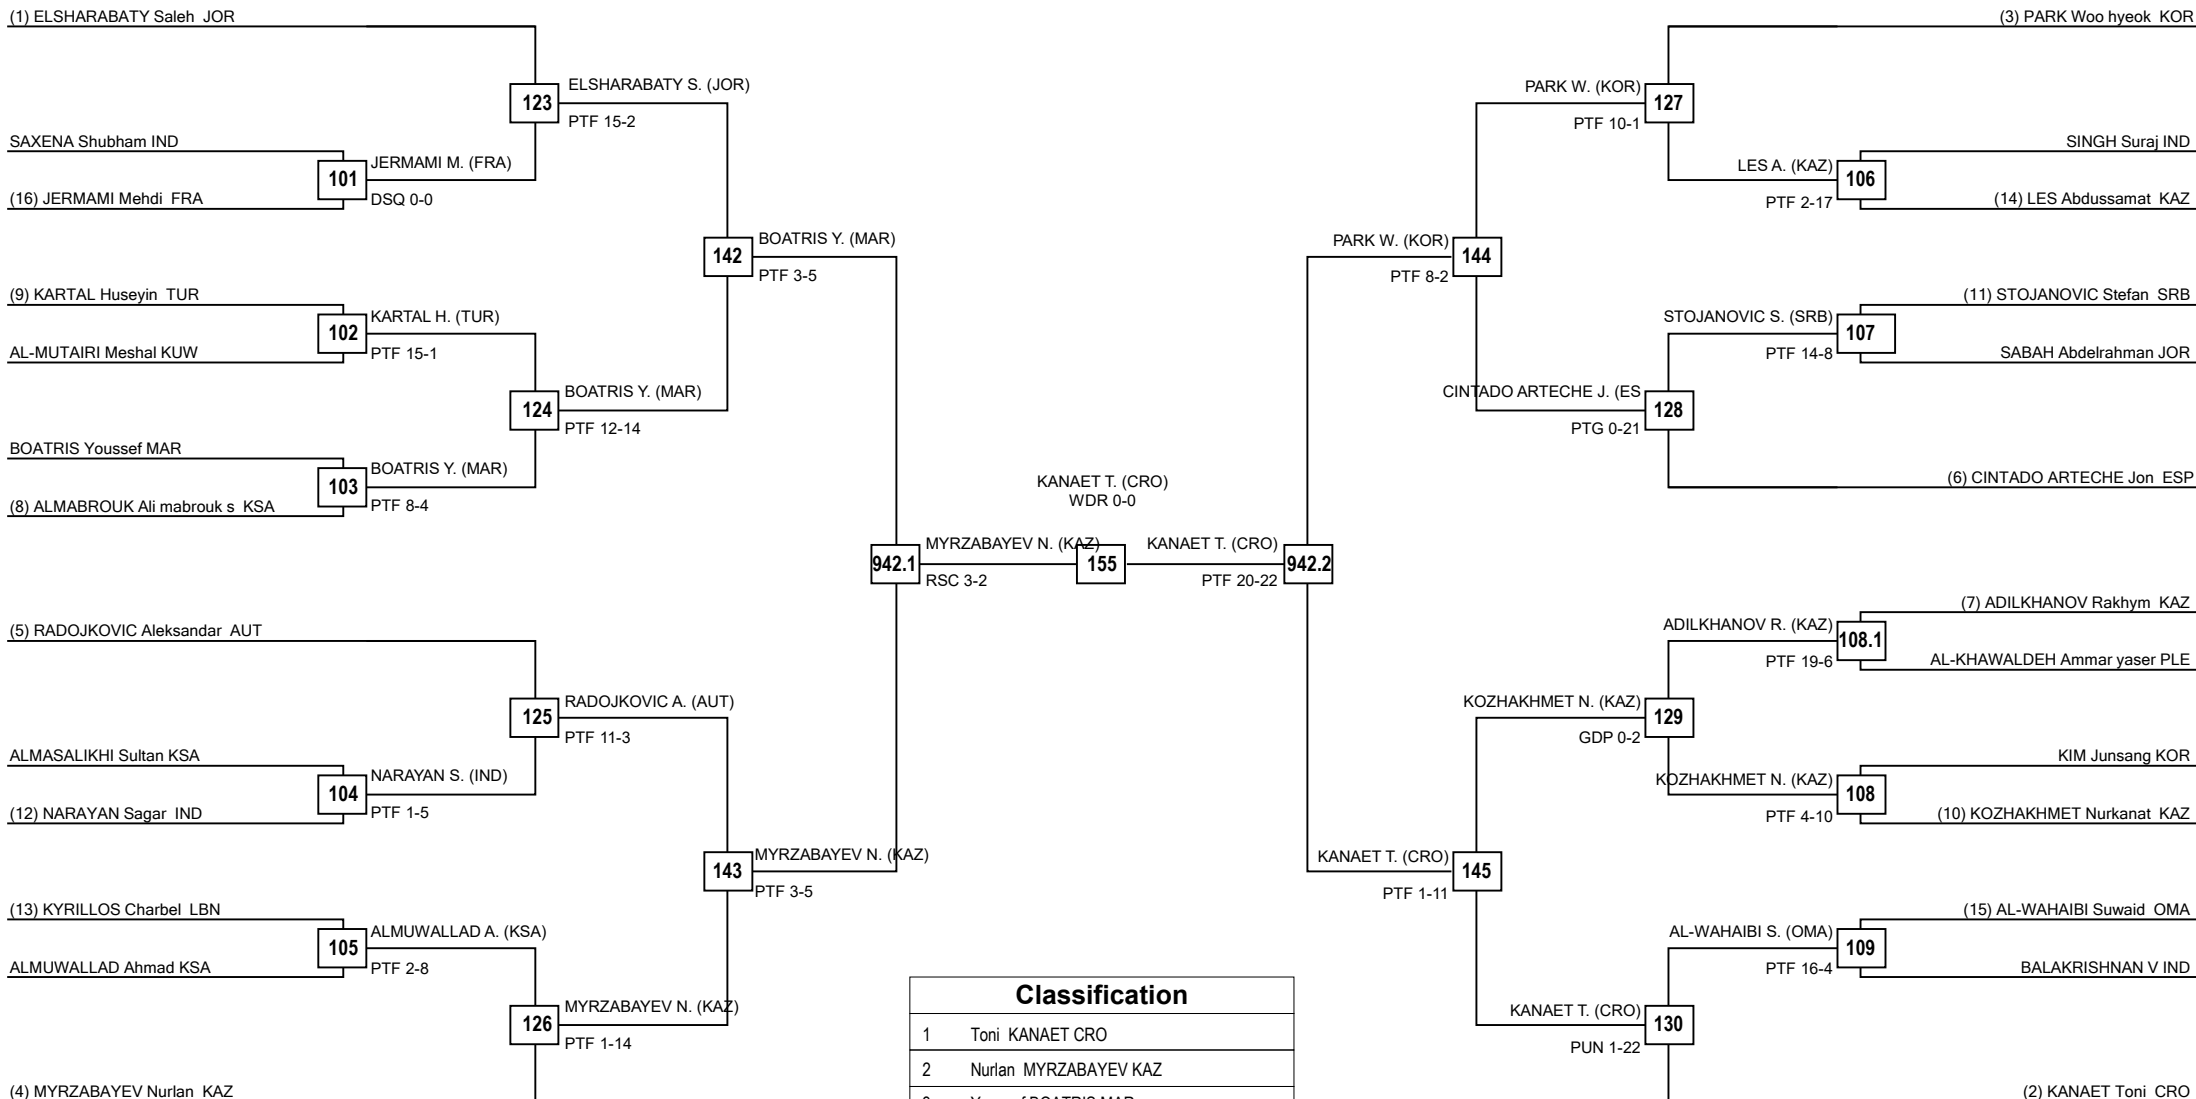 (1) ELSHARABATY Saleh JOR
ELSHARABATY S. (JOR)
123
PTF 15-2
SAXENA Shubham IND
JERMAMI M. (FRA)
101
DSQ 0-0
(16) JERMAMI Mehdi FRA
BOATRIS Y. (MAR)
142
PTF 3-5
(9) KARTAL Huseyin TUR
KARTAL H. (TUR)
102
PTF 15-1
AL-MUTAIRI Meshal KUW
BOATRIS Y. (MAR)
124
PTF 12-14
BOATRIS Youssef MAR
BOATRIS Y. (MAR)
103
PTF 8-4
(8) ALMABROUK Ali mabrouk s KSA
MYRZABAYEV N. (KAZ)
942.1
RSC 3-2
(5) RADOJKOVIC Aleksandar AUT
RADOJKOVIC A. (AUT)
125
PTF 11-3
ALMASALIKHI Sultan KSA
NARAYAN S. (IND)
104
PTF 1-5
(12) NARAYAN Sagar IND
MYRZABAYEV N. (KAZ)
143
PTF 3-5
(13) KYRILLOS Charbel LBN
ALMUWALLAD A. (KSA)
105
PTF 2-8
ALMUWALLAD Ahmad KSA
MYRZABAYEV N. (KAZ)
126
PTF 1-14
(4) MYRZABAYEV Nurlan KAZ
KANAET T. (CRO)
WDR 0-0
155
(3) PARK Woo hyeok KOR
PARK W. (KOR)
127
PTF 10-1
SINGH Suraj IND
LES A. (KAZ)
106
PTF 2-17
(14) LES Abdussamat KAZ
PARK W. (KOR)
144
PTF 8-2
(11) STOJANOVIC Stefan SRB
STOJANOVIC S. (SRB)
107
PTF 14-8
SABAH Abdelrahman JOR
CINTADO ARTECHE J. (ES
128
PTG 0-21
(6) CINTADO ARTECHE Jon ESP
KANAET T. (CRO)
942.2
PTF 20-22
(7) ADILKHANOV Rakhym KAZ
ADILKHANOV R. (KAZ)
108.1
PTF 19-6
AL-KHAWALDEH Ammar yaser PLE
KOZHAKHMET N. (KAZ)
129
GDP 0-2
KIM Junsang KOR
KOZHAKHMET N. (KAZ)
108
PTF 4-10
(10) KOZHAKHMET Nurkanat KAZ
KANAET T. (CRO)
145
PTF 1-11
(15) AL-WAHAIBI Suwaid OMA
AL-WAHAIBI S. (OMA)
109
PTF 16-4
BALAKRISHNAN V IND
KANAET T. (CRO)
130
PUN 1-22
(2) KANAET Toni CRO
Classification
1 Toni KANAET CRO
2 Nurlan MYRZABAYEV KAZ